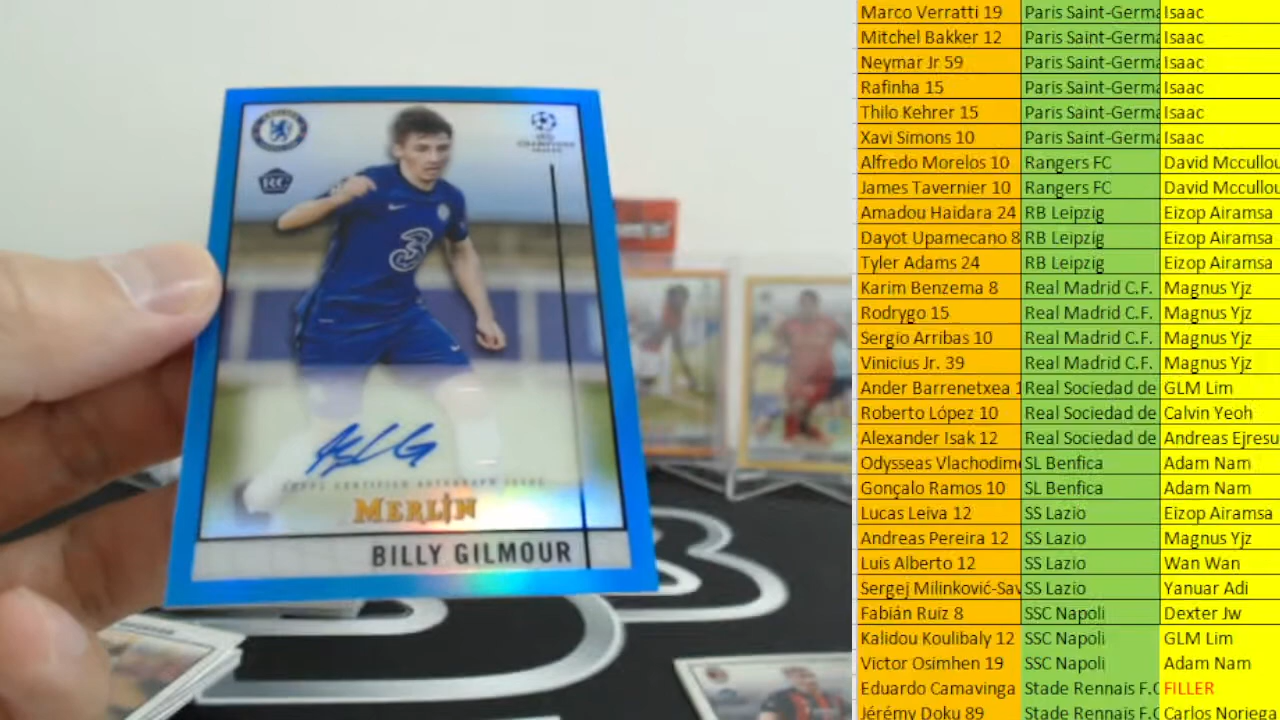 RC
3
TOPPS CERTIFIED AUTOGRAPH ISSUE
MERLIN
BILLY GILMOUR
Marco Verratti 19 Paris Saint-Germa Isaac
Mitchel Bakker 12 Paris Saint-Germa Isaac
Neymar Jr 59 Paris Saint-Germa Isaac
Rafinha 15 Paris Saint-Germa Isaac
Thilo Kehrer 15 Paris Saint-Germa Isaac
Xavi Simons 10 Paris Saint-Germa Isaac
Alfredo Morelos 10 Rangers FC David Mccullou
James Tavernier 10 Rangers FC David Mccullou
Amadou Haidara 24 RB Leipzig Eizop Airamsa
Dayot Upamecano 8 RB Leipzig Eizop Airamsa
Tyler Adams 24 RB Leipzig Eizop Airamsa
Karim Benzema 8 Real Madrid C.F. Magnus Yjz
Rodrygo 15 Real Madrid C.F. Magnus Yjz
Sergio Arribas 10 Real Madrid C.F. Magnus Yjz
Vinicius Jr. 39 Real Madrid C.F. Magnus Yjz
Ander Barrenetxea 1 Real Sociedad de GLM Lim
Roberto López 10 Real Sociedad de Calvin Yeoh
Alexander Isak 12 Real Sociedad de Andreas Ejresu
Odysseas Vlachodim SL Benfica Adam Nam
Gonçalo Ramos 10 SL Benfica Adam Nam
Lucas Leiva 12 SS Lazio Eizop Airamsa
Andreas Pereira 12 SS Lazio Magnus Yjz
Luis Alberto 12 SS Lazio Wan Wan
Sergej Milinković-Sav SS Lazio Yanuar Adi
Fabián Ruiz 8 SSC Napoli Dexter Jw
Kalidou Koulibaly 12 SSC Napoli GLM Lim
Victor Osimhen 19 SSC Napoli Adam Nam
Eduardo Camavinga Stade Rennais F.C FILLER
Jérémy Doku 89 Stade Rennais F.C Carlos Noriega